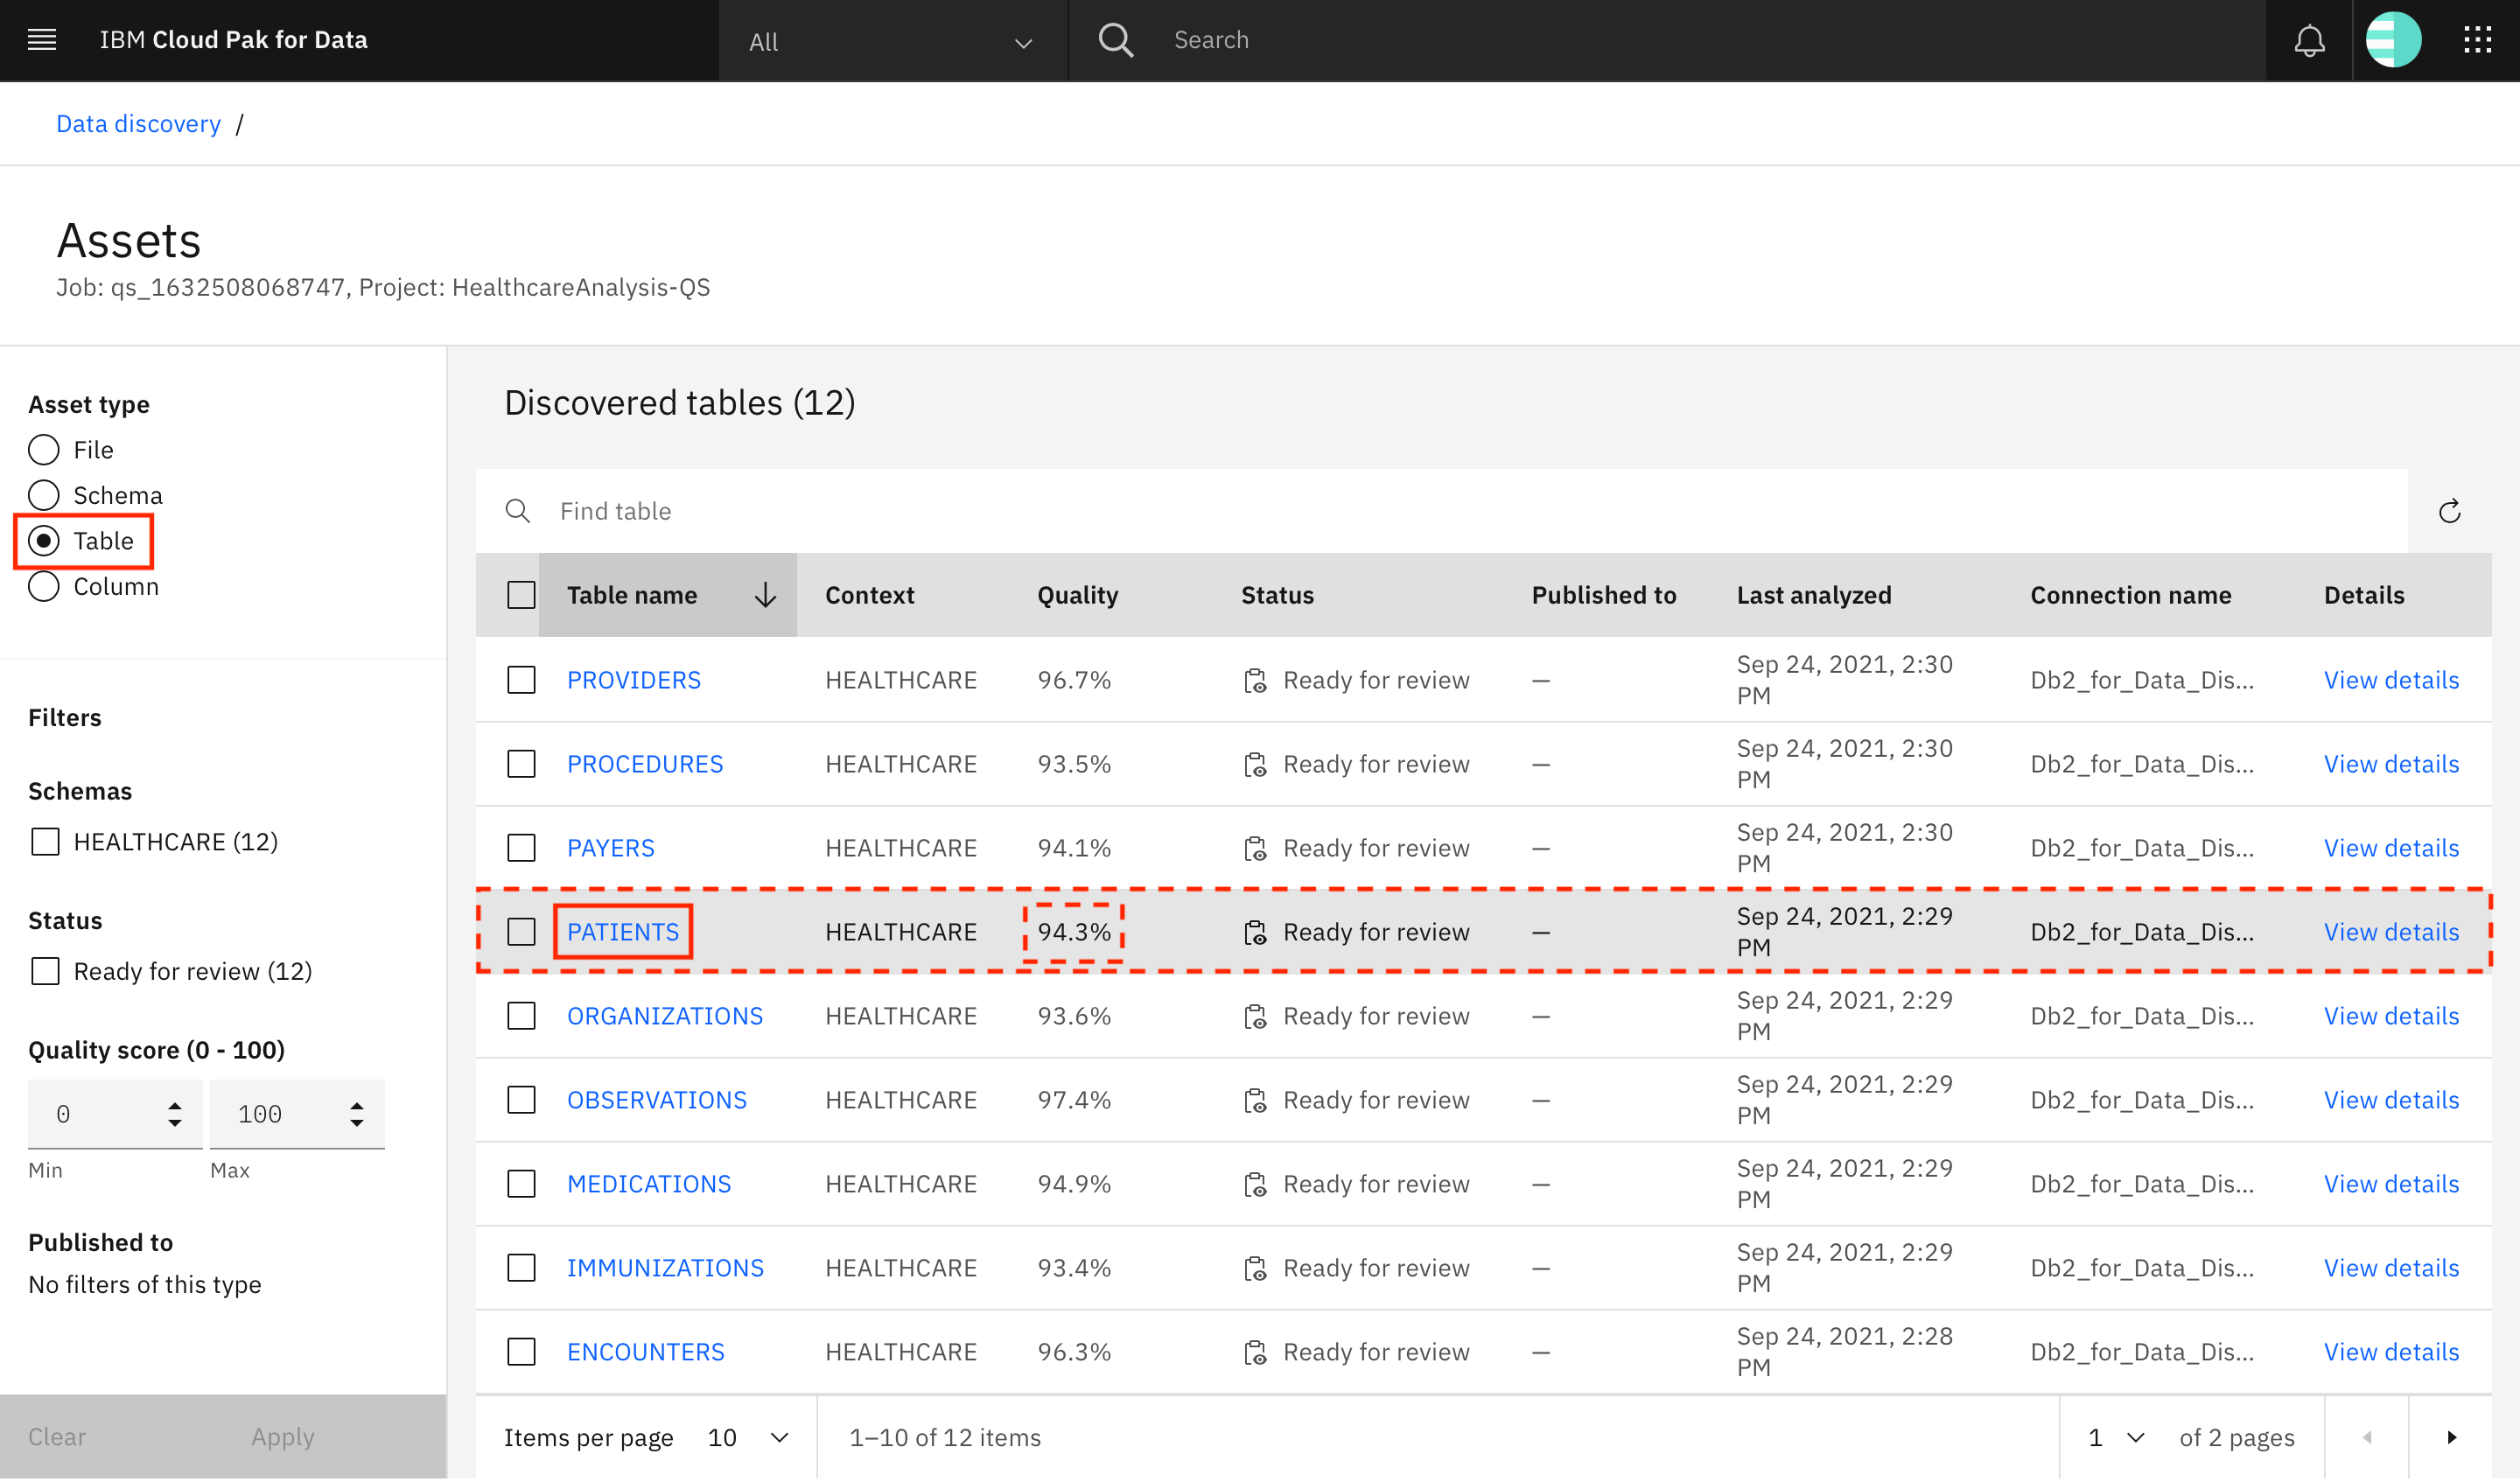 IBM Cloud Pak for Data
All
Search
Data discovery /
Assets
Job: qs_1632508068747, Project: HealthcareAnalysis-QS
Asset type
File
Schema
Table
Column
Filters
Schemas
HEALTHCARE (12)
Status
Ready for review (12)
Quality score (0 - 100)
0 100
Min Max
Published to
No filters of this type
Clear Apply
Discovered tables (12)
Find table
Table name Context Quality Status Published to Last analyzed Connection name Details
PROVIDERS HEALTHCARE 96.7% Ready for review — Sep 24, 2021, 2:30 PM Db2_for_Data_Dis... View details
PROCEDURES HEALTHCARE 93.5% Ready for review — Sep 24, 2021, 2:30 PM Db2_for_Data_Dis... View details
PAYERS HEALTHCARE 94.1% Ready for review — Sep 24, 2021, 2:30 PM Db2_for_Data_Dis... View details
PATIENTS HEALTHCARE 94.3% Ready for review — Sep 24, 2021, 2:29 PM Db2_for_Data_Dis... View details
ORGANIZATIONS HEALTHCARE 93.6% Ready for review — Sep 24, 2021, 2:29 PM Db2_for_Data_Dis... View details
OBSERVATIONS HEALTHCARE 97.4% Ready for review — Sep 24, 2021, 2:29 PM Db2_for_Data_Dis... View details
MEDICATIONS HEALTHCARE 94.9% Ready for review — Sep 24, 2021, 2:29 PM Db2_for_Data_Dis... View details
IMMUNIZATIONS HEALTHCARE 93.4% Ready for review — Sep 24, 2021, 2:29 PM Db2_for_Data_Dis... View details
ENCOUNTERS HEALTHCARE 96.3% Ready for review — Sep 24, 2021, 2:28 PM Db2_for_Data_Dis... View details
Items per page 10 1–10 of 12 items 1 of 2 pages